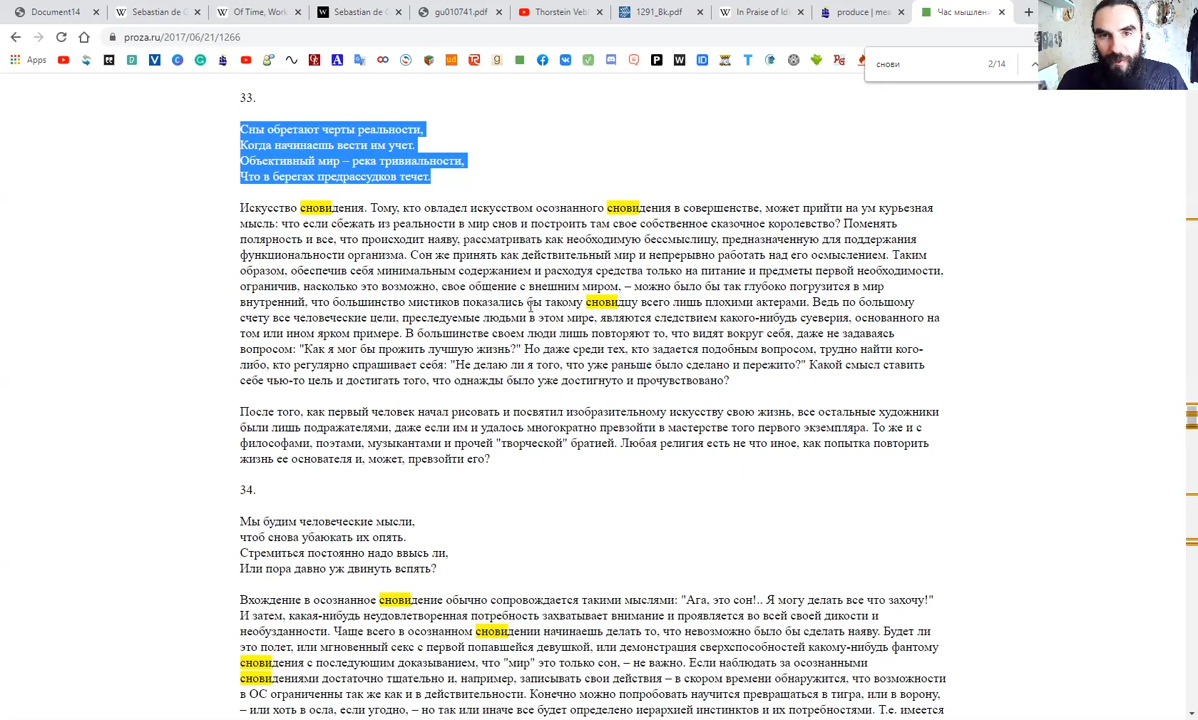 Document14
Sebastian de G
Of Time, Work
Sebastian de G
gu010741.pdf
Thorstein Veb
1291_Bk.pdf
In Praise of Idl
produce | mea
Час мышлени
proza.ru/2017/06/21/1266
Apps
снови 2/14
33.
Сны обретают черты реальности,
Когда начинаешь вести им учет.
Объективный мир – река тривиальности,
Что в берегах предрассудков течет.
Искусство сновидения. Тому, кто овладел искусством осознанного сновидения в совершенстве, может прийти на ум курьезная
мысль: что если сбежать из реальности в мир снов и построить там свое собственное сказочное королевство? Поменять
полярность и все, что происходит наяву, рассматривать как необходимую бессмыслицу, предназначенную для поддержания
функциональности организма. Сон же принять как действительный мир и непрерывно работать над его осмыслением. Таким
образом, обеспечив себя минимальным содержанием и расходуя средства только на питание и предметы первой необходимости,
ограничив, насколько это возможно, свое общение с внешним миром, – можно было бы так глубоко погрузится в мир
внутренний, что большинство мистиков показались бы такому сновидцу всего лишь плохими актерами. Ведь по большому
счету все человеческие цели, преследуемые людьми в этом мире, являются следствием какого-нибудь суеверия, основанного на
том или ином ярком примере. В большинстве своем люди лишь повторяют то, что видят вокруг себя, даже не задаваясь
вопросом: "Как я мог бы прожить лучшую жизнь?" Но даже среди тех, кто задается подобным вопросом, трудно найти кого-
либо, кто регулярно спрашивает себя: "Не делаю ли я того, что уже раньше было сделано и пережито?" Какой смысл ставить
себе чью-то цель и достигать того, что однажды было уже достигнуто и прочувствовано?
После того, как первый человек начал рисовать и посвятил изобразительному искусству свою жизнь, все остальные художники
были лишь подражателями, даже если им и удалось многократно превзойти в мастерстве того первого экземпляра. То же и с
философами, поэтами, музыкантами и прочей "творческой" братией. Любая религия есть не что иное, как попытка повторить
жизнь ее основателя и, может, превзойти его?
34.
Мы будим человеческие мысли,
чтоб снова убаюкать их опять.
Стремиться постоянно надо ввысь ли,
Или пора давно уж двинуть вспять?
Вхождение в осознанное сновидение обычно сопровождается такими мыслями: "Ага, это сон!.. Я могу делать все что захочу!"
И затем, какая-нибудь неудовлетворенная потребность захватывает внимание и проявляется во всей своей дикости и
необузданности. Чаще всего в осознанном сновидении начинаешь делать то, что невозможно было бы сделать наяву. Будет ли
это полет, или мгновенный секс с первой попавшейся девушкой, или демонстрация сверхспособностей какому-нибудь фантому
сновидения с последующим доказыванием, что "мир" это только сон, – не важно. Если наблюдать за осознанными
сновидениями достаточно тщательно и, например, записывать свои действия – в скором времени обнаружится, что возможности
в ОС ограниченны так же как и в действительности. Конечно можно попробовать научится превращаться в тигра, или в ворону,
– или хоть в осла, если угодно, – но так или иначе все будет определено иерархией инстинктов и их потребностями. Т.е. имеется